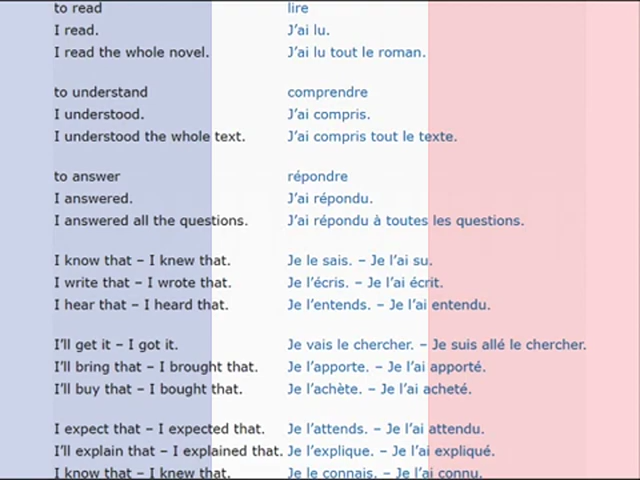 to read lire
I read. J’ai lu.
I read the whole novel. J’ai lu tout le roman.
to understand comprendre
I understood. J’ai compris.
I understood the whole text. J’ai compris tout le texte.
to answer répondre
I answered. J’ai répondu.
I answered all the questions. J’ai répondu à toutes les questions.
I know that – I knew that. Je le sais. – Je l’ai su.
I write that – I wrote that. Je l’écris. – Je l’ai écrit.
I hear that – I heard that. Je l’entends. – Je l’ai entendu.
I’ll get it – I got it. Je vais le chercher. – Je suis allé le chercher.
I’ll bring that – I brought that. Je l’apporte. – Je l’ai apporté.
I’ll buy that – I bought that. Je l’achète. – Je l’ai acheté.
I expect that – I expected that. Je l’attends. – Je l’ai attendu.
I’ll explain that – I explained that. Je l’explique. – Je l’ai expliqué.
I know that – I knew that. Je le connais. – Je l’ai connu.